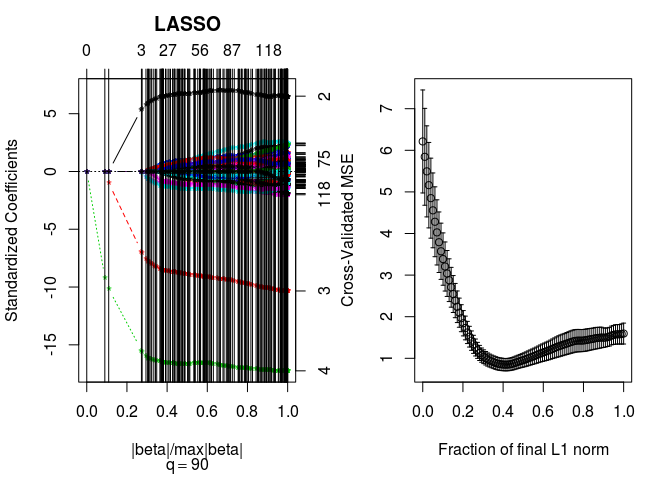 LASSO
0 3 27 56 87 118
Standardized Coefficients
5
0
-5
-10
-15
2
75
118
3
4
0.0 0.2 0.4 0.6 0.8 1.0
|beta|/max|beta|
q = 90
Cross-Validated MSE
7
6
5
4
3
2
1
0.0 0.2 0.4 0.6 0.8 1.0
Fraction of final L1 norm